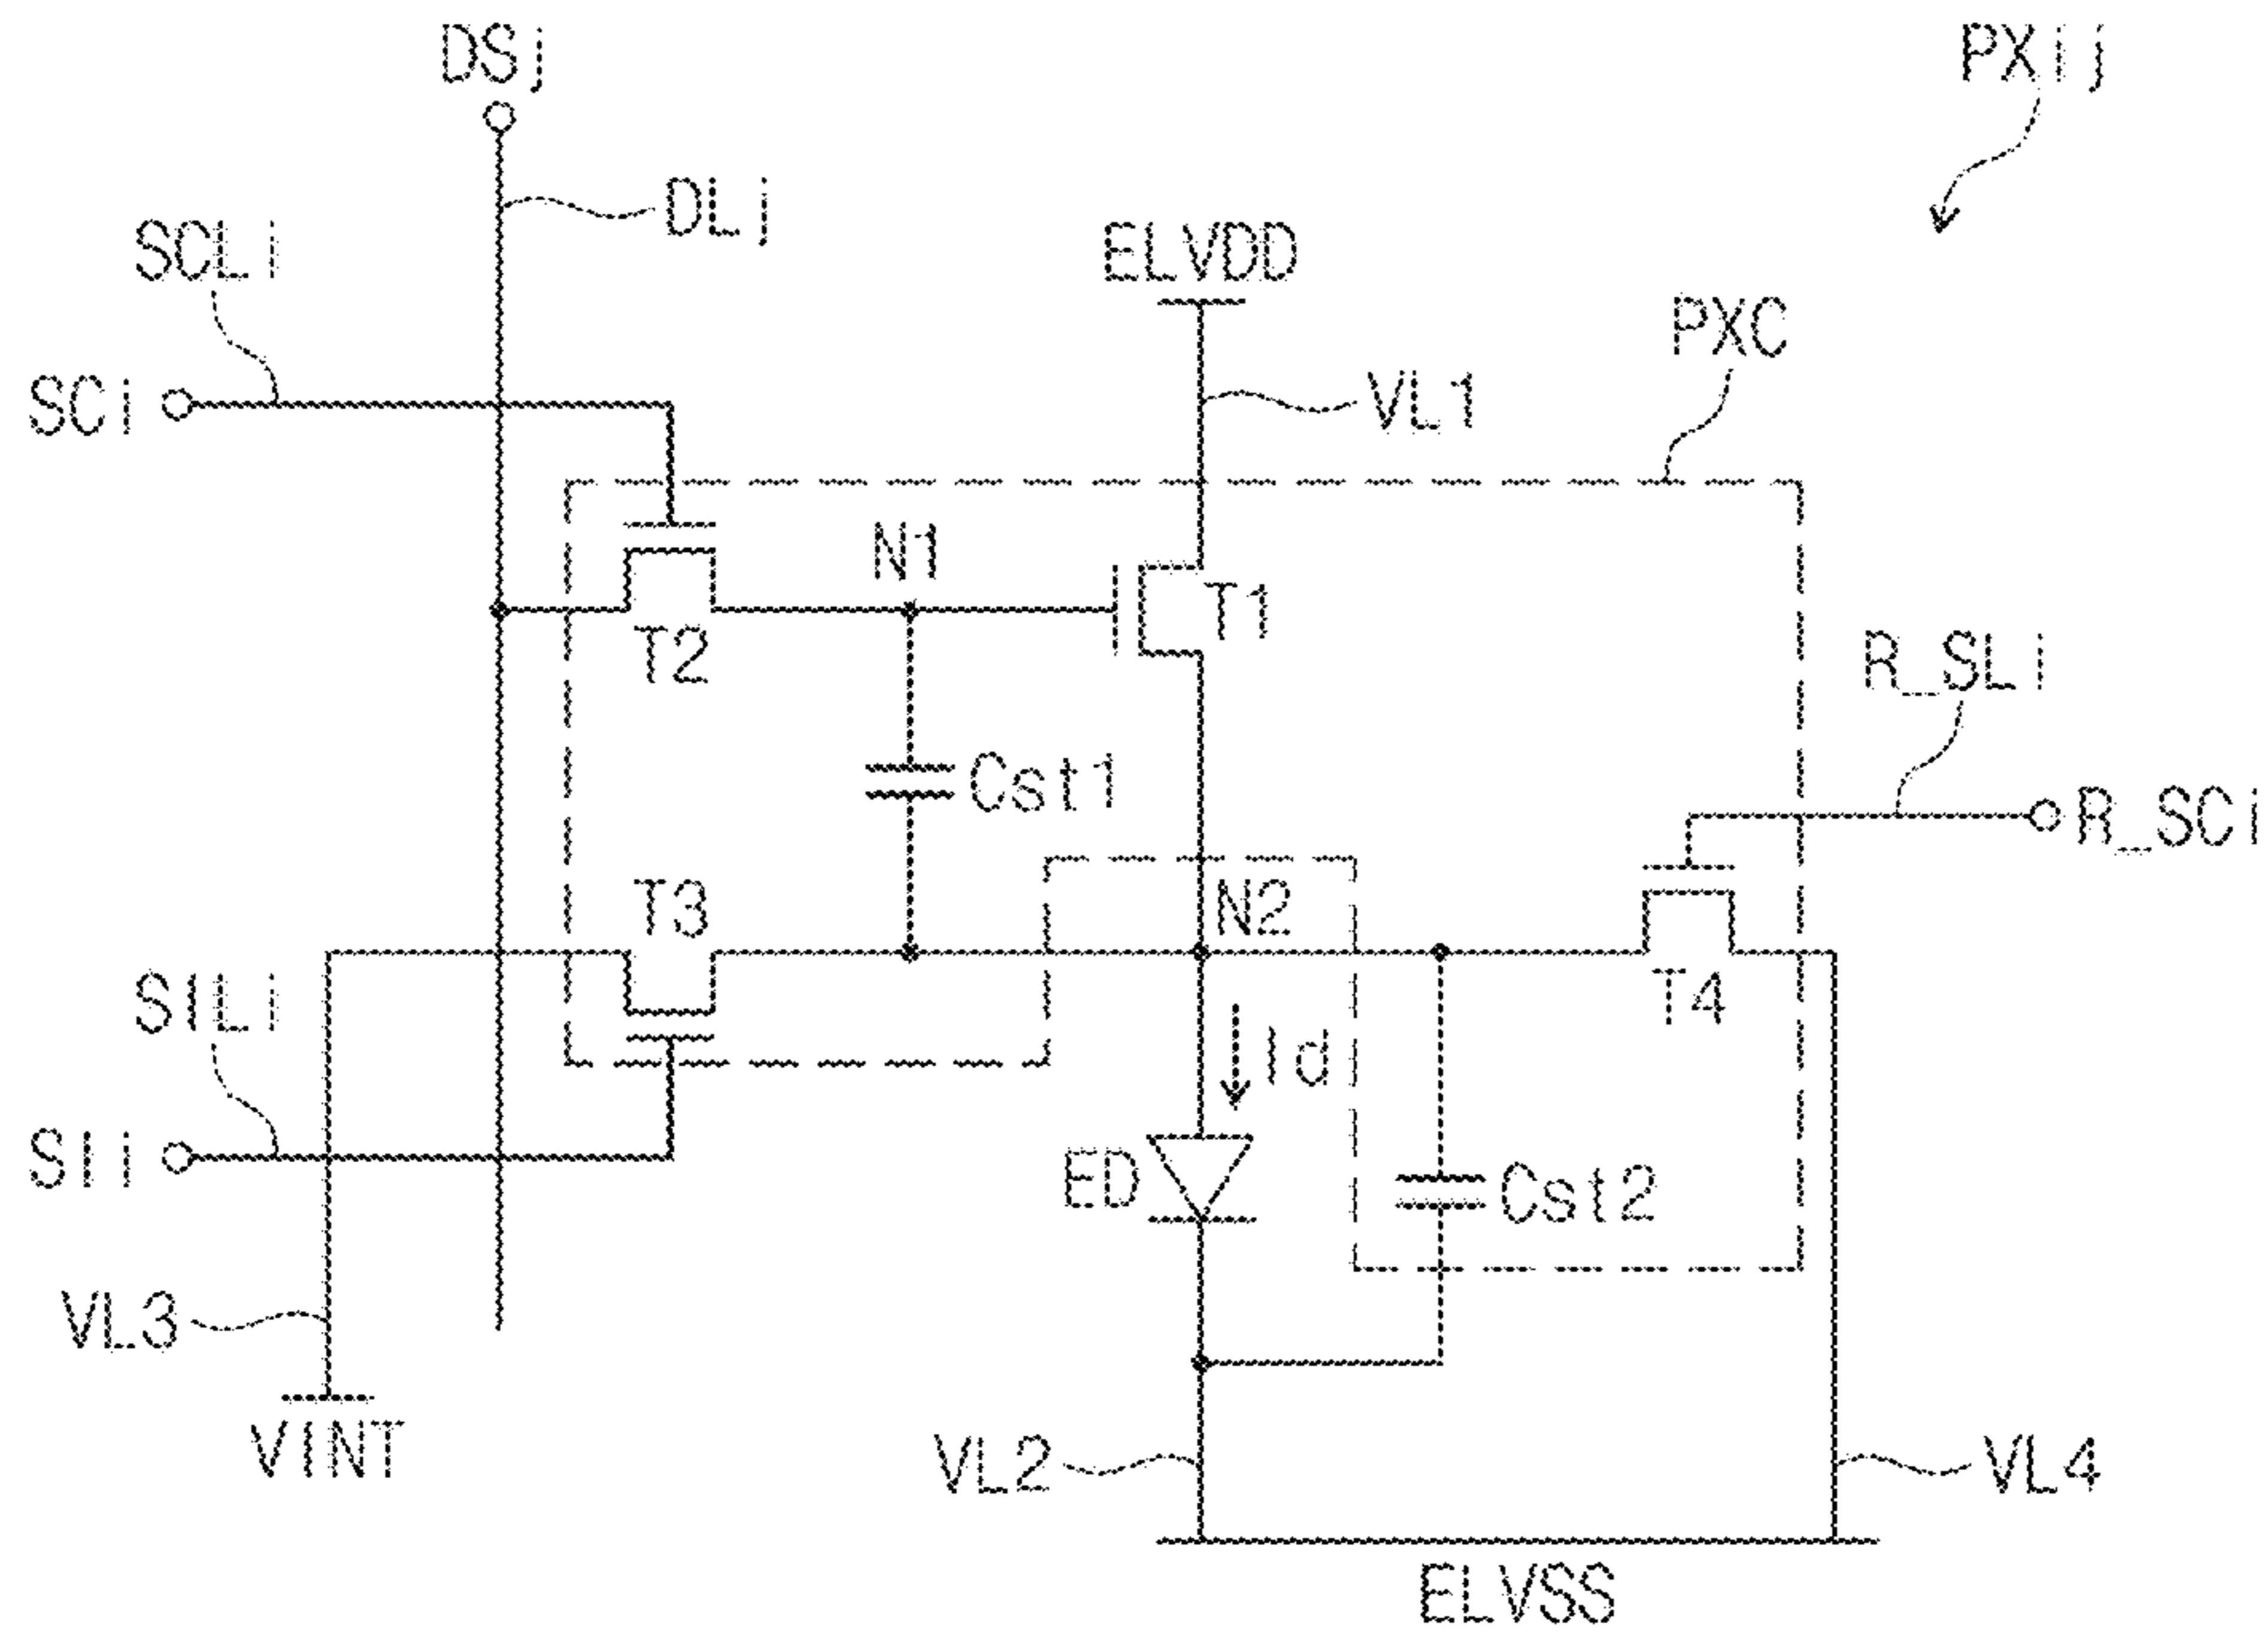 DSj
PXij
DLj
SCLi
ELVDD
PXC
SCi
VL1
N1
T1
T2
R_SLi
Cst1
R_SCi
T3
N2
SILi
T4
Id
SIi
ED
Cst2
VL3
VINT
VL2
VL4
ELVSS